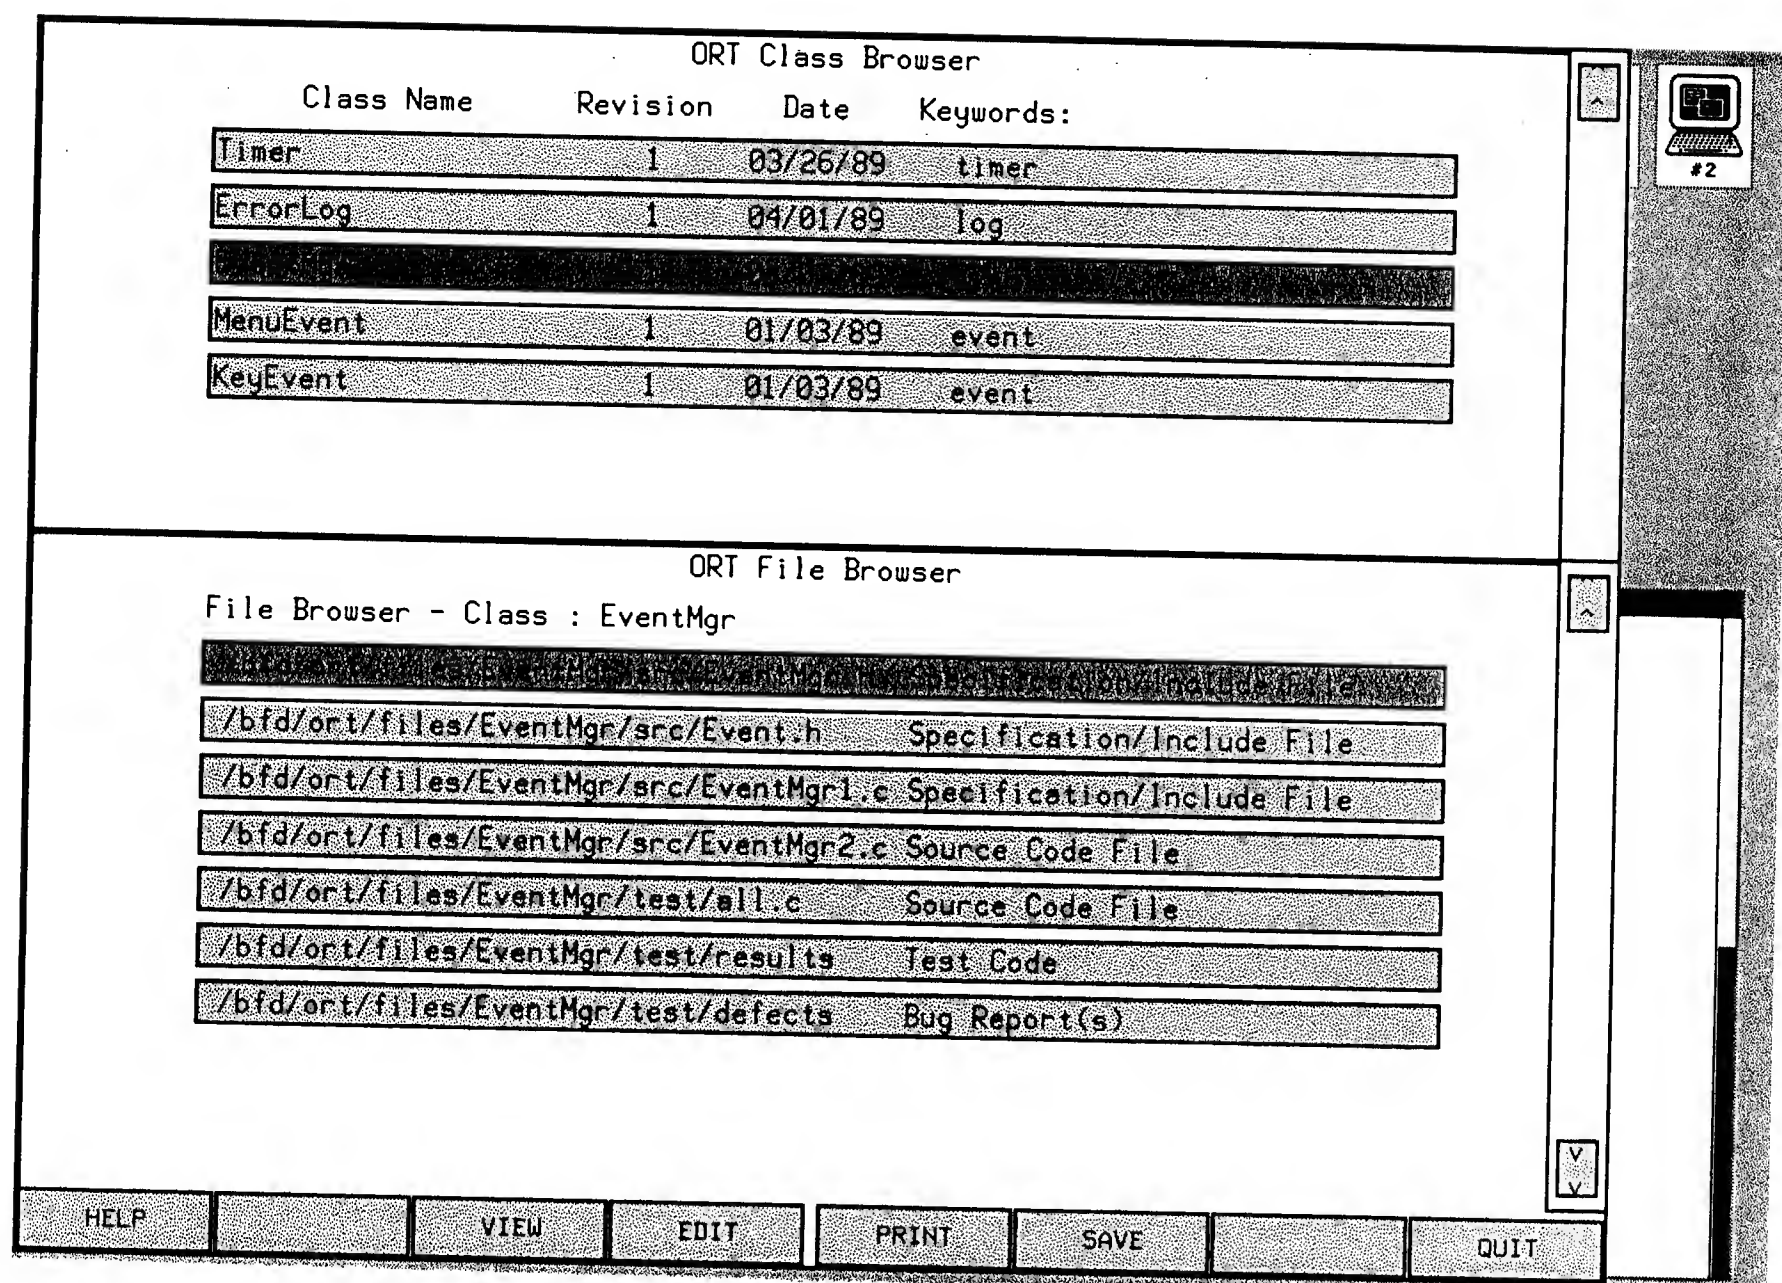 ORT Class Browser
Class Name Revision Date Keywords:
Timer 1 03/26/89 timer
ErrorLog 1 04/01/89 log
MenuEvent 1 01/03/89 event
KeyEvent 1 01/03/89 event
#2
ORT File Browser
File Browser - Class : EventMgr
Specification/Include File
/bfd/ort/files/EventMgr/src/Event.h Specification/Include File
/bfd/ort/files/EventMgr/src/EventMgr1.c Specification/Include File
/bfd/ort/files/EventMgr/src/EventMgr2.c Source Code File
/bfd/ort/files/EventMgr/test/all.c Source Code File
/bfd/ort/files/EventMgr/test/results Test Code
/bfd/ort/files/EventMgr/test/defects Bug Report(s)
HELP VIEW EDIT PRINT SAVE QUIT